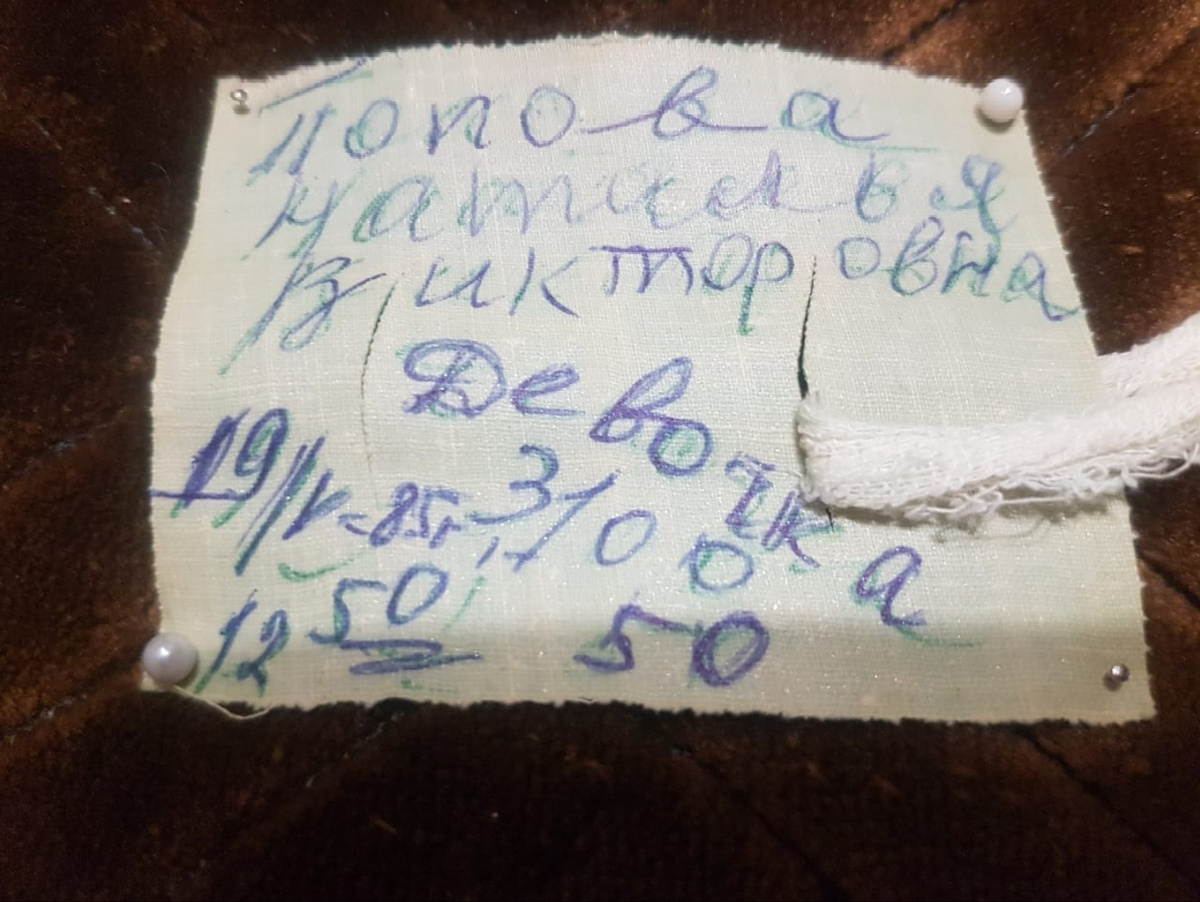 Попова
Наталья
Викторовна
Девочка
19/IV-85г. 3100
12 50 50